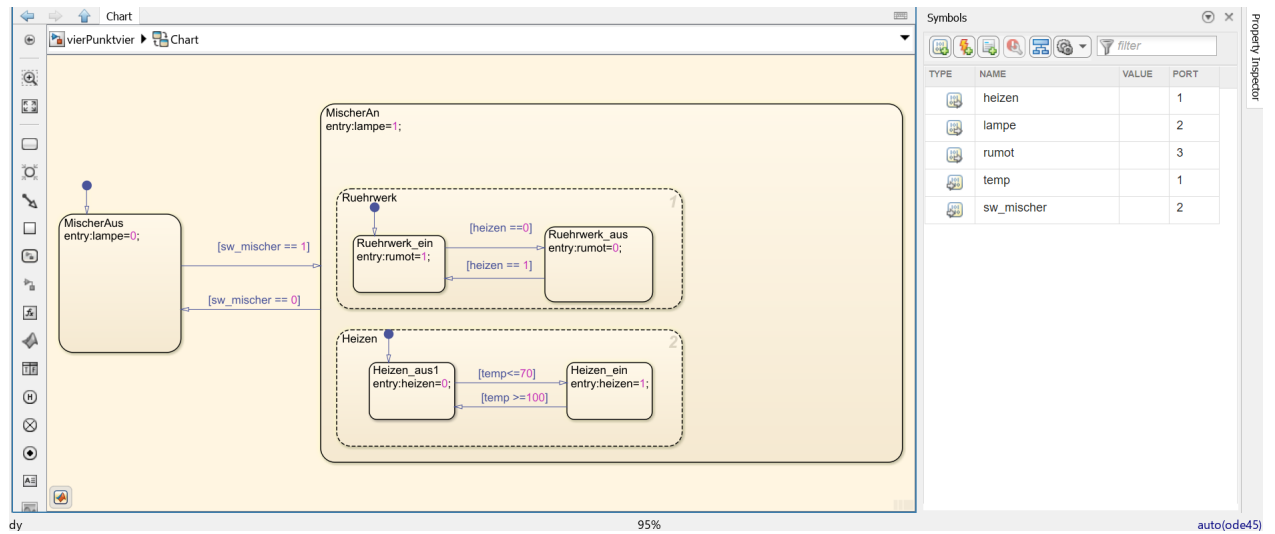 Chart
Symbols
vierPunktvier Chart
filter
TYPE NAME VALUE PORT
heizen 1
lampe 2
rumot 3
temp 1
sw_mischer 2
Property Inspector
MischerAn
entry:lampe=1;
MischerAus
entry:lampe=0;
[sw_mischer == 1]
[sw_mischer == 0]
Ruehrwerk
1
Ruehrwerk_ein
entry:rumot=1;
[heizen ==0]
[heizen == 1]
Ruehrwerk_aus
entry:rumot=0;
Heizen
2
Heizen_aus1
entry:heizen=0;
[temp<=70]
[temp >=100]
Heizen_ein
entry:heizen=1;
dy
95%
auto(ode45)